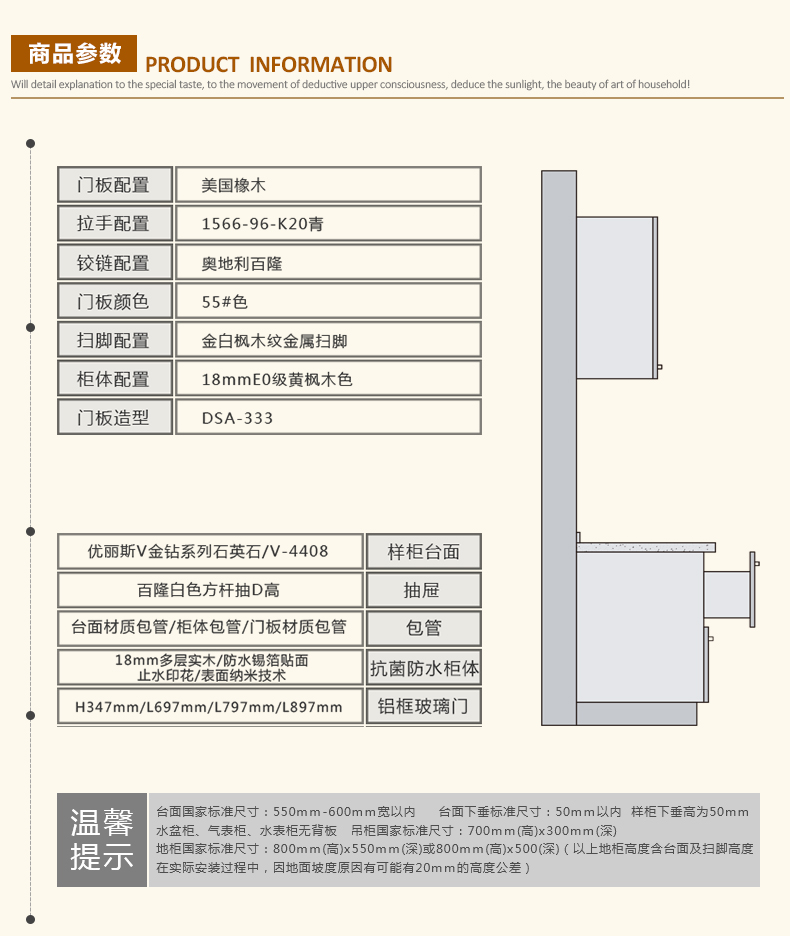 商品参数 PRODUCT INFORMATION
Will detail explanation to the special taste, to the movement of deductive upper consciousness, deduce the sunlight, the beauty of art of household!
门板配置 美国橡木
拉手配置 1566-96-K20青
铰链配置 奥地利百隆
门板颜色 55#色
扫脚配置 金白枫木纹金属扫脚
柜体配置 18mmE0级黄枫木色
门板造型 DSA-333
优丽斯V金钻系列石英石/V-4408 样柜台面
百隆白色方杆抽D高 抽屉
台面材质包管/柜体包管/门板材质包管 包管
18mm多层实木/防水锡箔贴面
止水印花/表面纳米技术 抗菌防水柜体
H347mm/L697mm/L797mm/L897mm 铝框玻璃门
温馨
提示
台面国家标准尺寸：550mm-600mm宽以内 台面下垂标准尺寸：50mm以内 样柜下垂高为50mm
水盆柜、气表柜、水表柜无背板 吊柜国家标准尺寸：700mm(高)x300mm(深)
地柜国家标准尺寸：800mm(高)x550mm(深)或800mm(高)x500(深)（以上地柜高度含台面及扫脚高度
在实际安装过程中，因地面坡度原因有可能有20mm的高度公差）